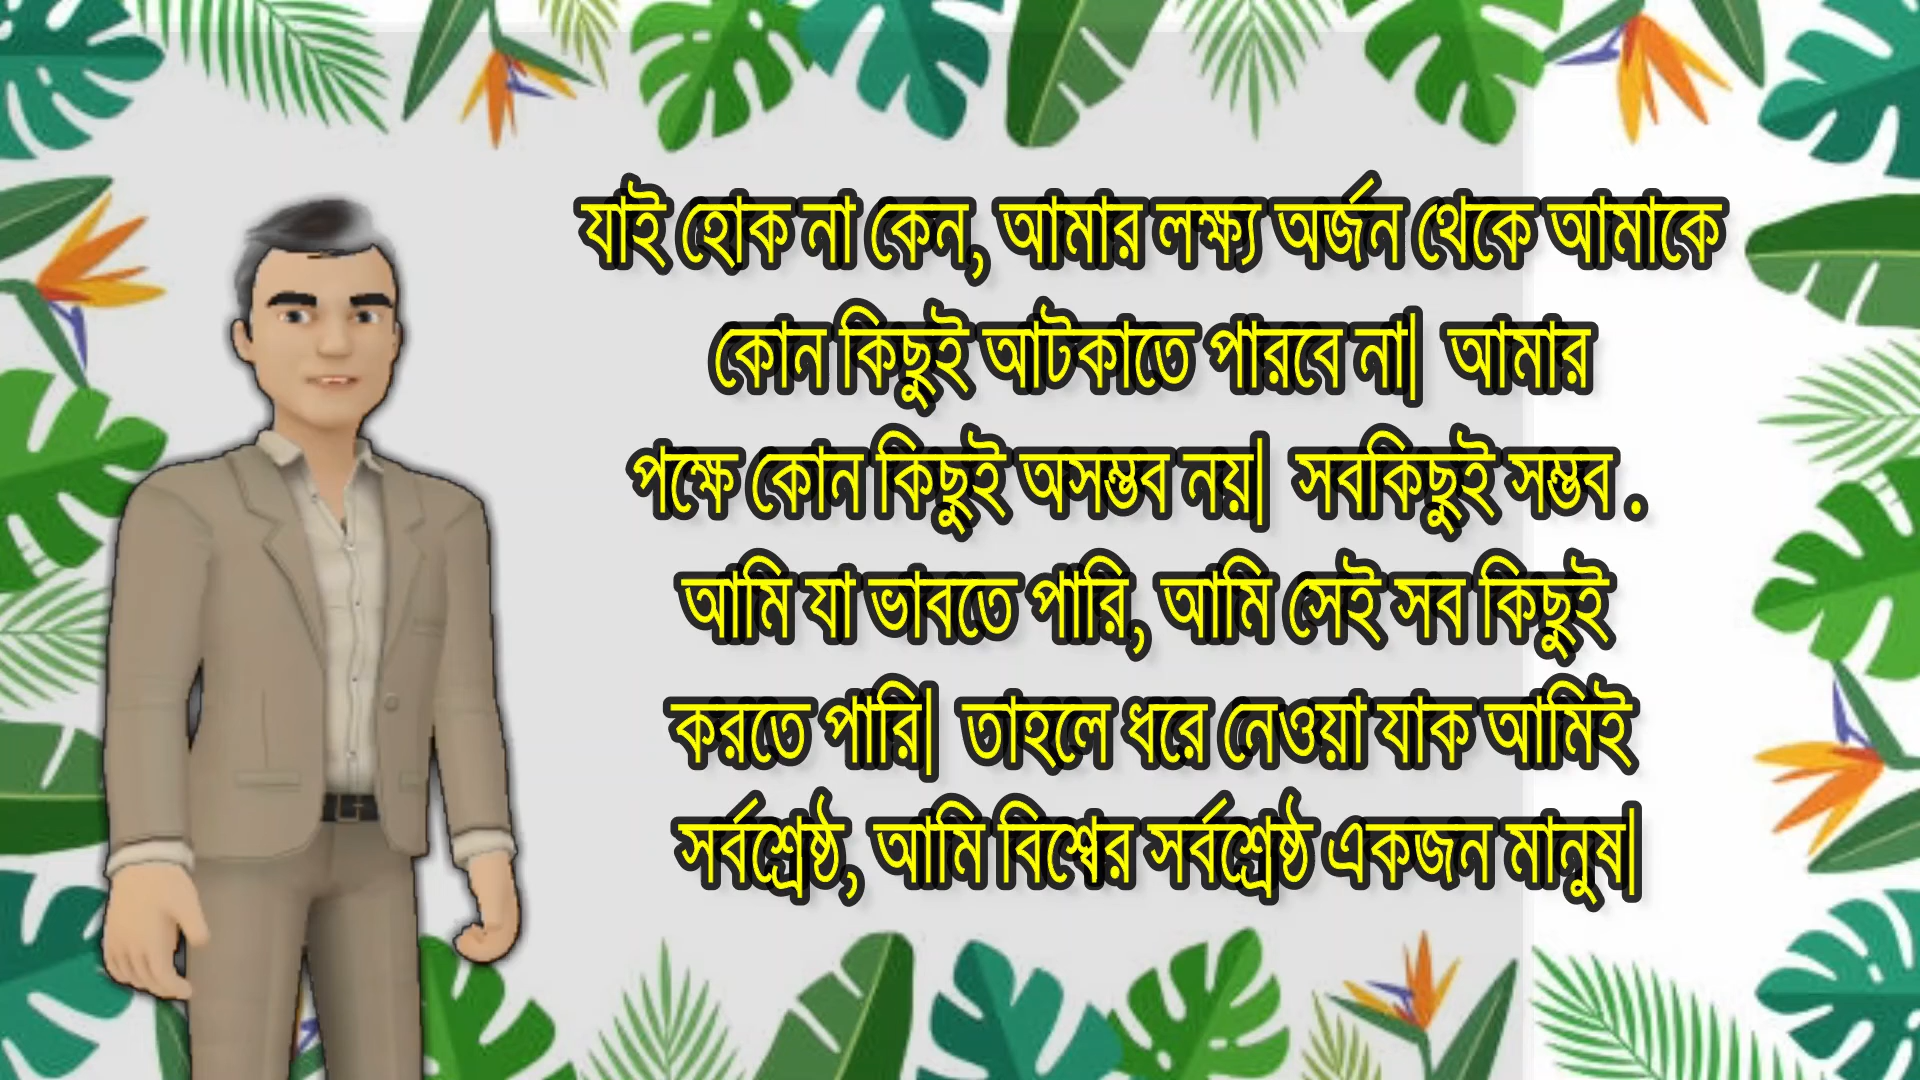 যাই হোক না কেন, আমার লক্ষ্য অর্জন থেকে আমাকে
কোন কিছুই আটকাতে পারবে না| আমার
পক্ষে কোন কিছুই অসম্ভব নয়| সবকিছুই সম্ভব .
আমি যা ভাবতে পারি, আমি সেই সব কিছুই
করতে পারি| তাহলে ধরে নেওয়া যাক আমিই
সর্বশ্রেষ্ঠ, আমি বিশ্বের সর্বশ্রেষ্ঠ একজন মানুষ|